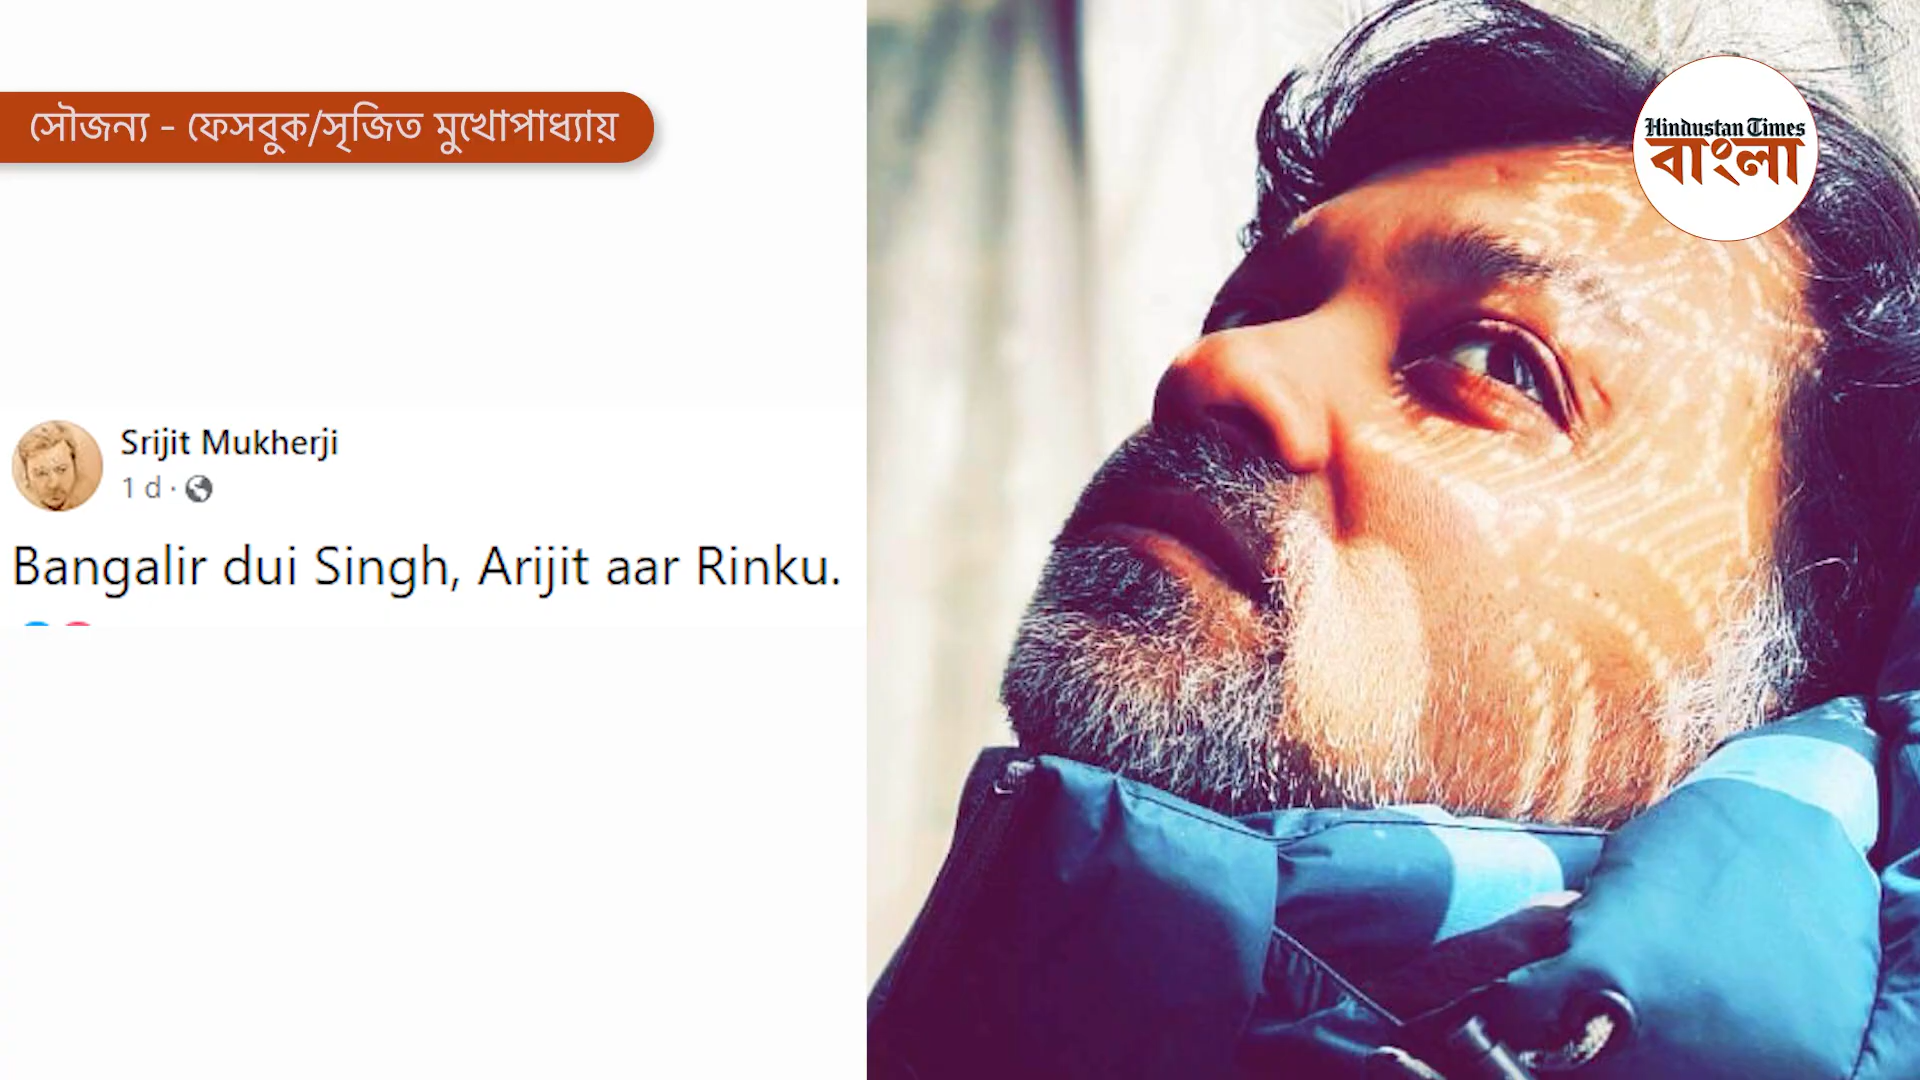 সৌজন্য - ফেসবুক/সৃজিত মুখোপাধ্যায়
Hindustan Times
বাংলা
Srijit Mukherji
1 d ·
Bangalir dui Singh, Arijit aar Rinku.